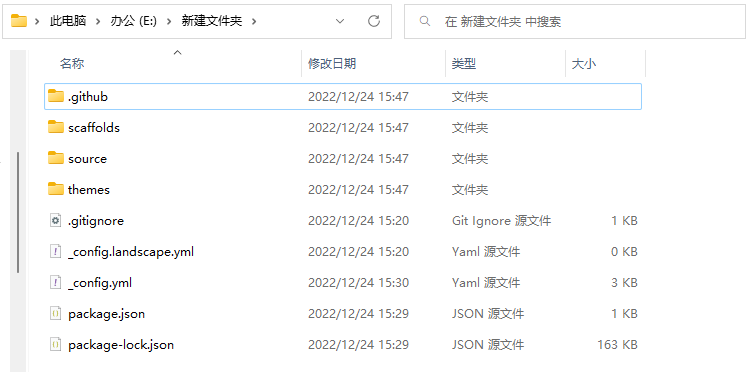 此电脑 > 办公 (E:) > 新建文件夹 >
在 新建文件夹 中搜索
名称 修改日期 类型 大小
.github 2022/12/24 15:47 文件夹
scaffolds 2022/12/24 15:47 文件夹
source 2022/12/24 15:47 文件夹
themes 2022/12/24 15:47 文件夹
.gitignore 2022/12/24 15:20 Git Ignore 源文件 1 KB
_config.landscape.yml 2022/12/24 15:20 Yaml 源文件 0 KB
_config.yml 2022/12/24 15:30 Yaml 源文件 3 KB
package.json 2022/12/24 15:29 JSON 源文件 1 KB
package-lock.json 2022/12/24 15:29 JSON 源文件 163 KB